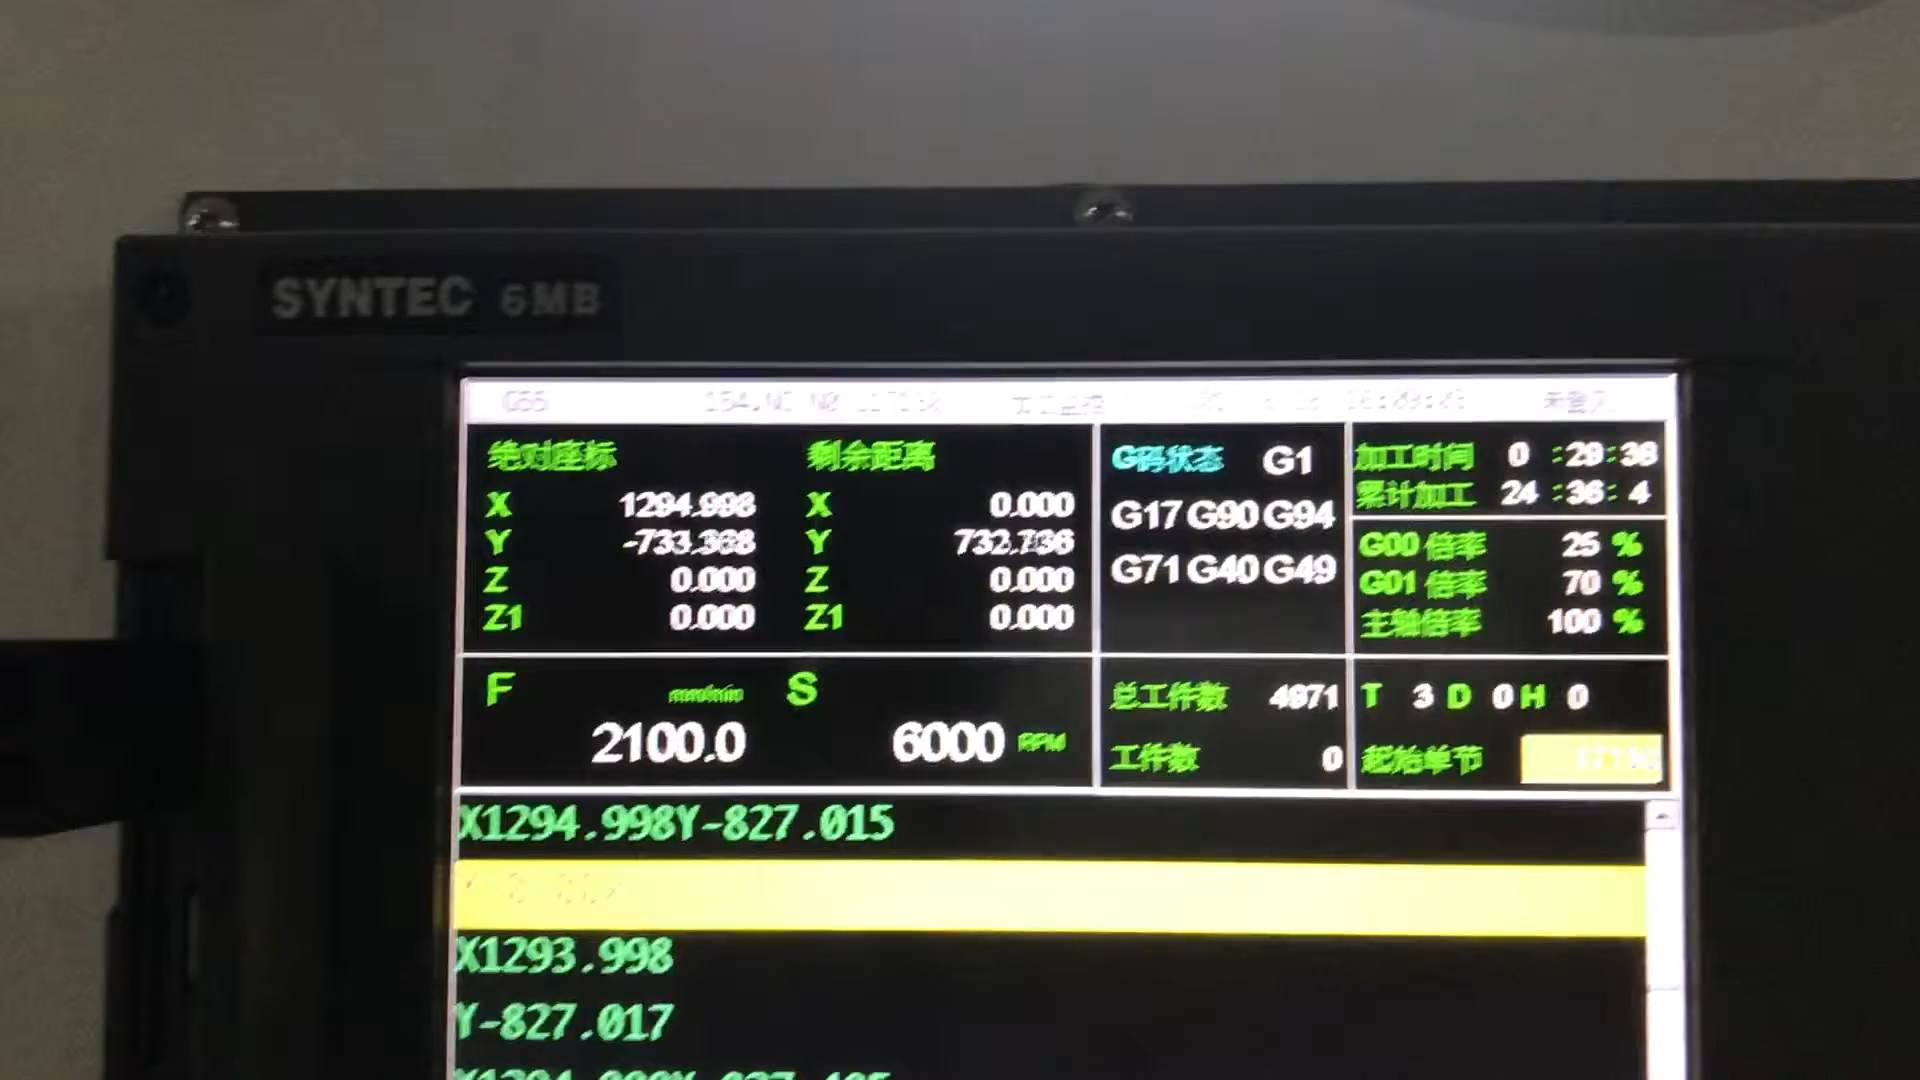 SYNTEC 6MB
G55
绝对座标 剩余距离 G码状态 G1 加工时间 0 :29:38
X 1294.998 X 0.000 G17 G90 G94 累计加工 24 :36: 4
Y Y G00 倍率 25 %
Z 0.000 Z 0.000 G71 G40 G49 G01 倍率 70 %
Z1 0.000 Z1 0.000 主轴倍率 100 %
F mm/min S 总工件数 4971 T 3 D 0 H 0
2100.0 6000 RPM 工件数 0 起始单节
X1294.998Y-827.015
X1293.998
Y-827.017